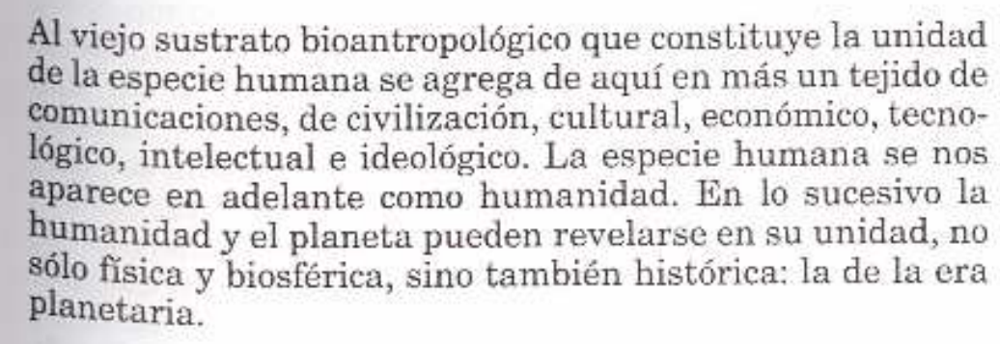 Al viejo sustrato bioantropológico que constituye la unidad
de la especie humana se agrega de aquí en más un tejido de
comunicaciones, de civilización, cultural, económico, tecno-
lógico, intelectual e ideológico. La especie humana se nos
aparece en adelante como humanidad. En lo sucesivo la
humanidad y el planeta pueden revelarse en su unidad, no
sólo física y biosférica, sino también histórica: la de la era
planetaria.